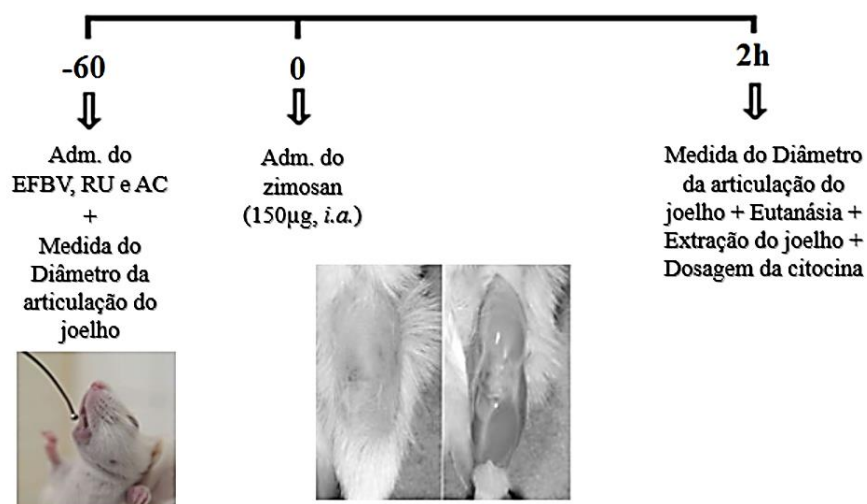 -60
0
2h
Adm. do
EFBV, RU e AC
+
Medida do
Diâmetro da
articulação do
joelho
Adm. do
zimosan
(150µg, i.a.)
Medida do Diâmetro
da articulação do
joelho + Eutanásia +
Extração do joelho +
Dosagem da citocina